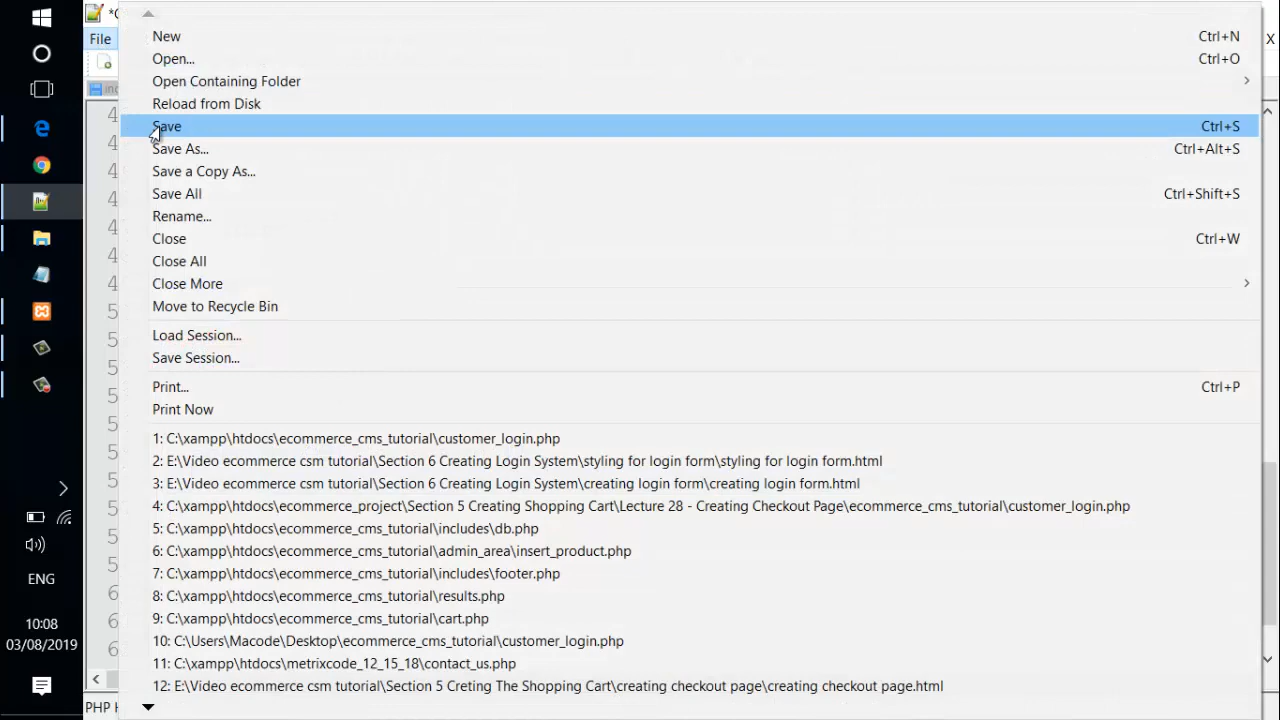 *C
File
X
New Ctrl+N
Open... Ctrl+O
Open Containing Folder
Reload from Disk
Save Ctrl+S
Save As... Ctrl+Alt+S
Save a Copy As...
Save All Ctrl+Shift+S
Rename...
Close Ctrl+W
Close All
Close More
Move to Recycle Bin
Load Session...
Save Session...
Print... Ctrl+P
Print Now
1: C:\xampp\htdocs\ecommerce_cms_tutorial\customer_login.php
2: E:\Video ecommerce csm tutorial\Section 6 Creating Login System\styling for login form\styling for login form.html
3: E:\Video ecommerce csm tutorial\Section 6 Creating Login System\creating login form\creating login form.html
4: C:\xampp\htdocs\ecommerce_project\Section 5 Creating Shopping Cart\Lecture 28 - Creating Checkout Page\ecommerce_cms_tutorial\customer_login.php
5: C:\xampp\htdocs\ecommerce_cms_tutorial\includes\db.php
6: C:\xampp\htdocs\ecommerce_cms_tutorial\admin_area\insert_product.php
7: C:\xampp\htdocs\ecommerce_cms_tutorial\includes\footer.php
8: C:\xampp\htdocs\ecommerce_cms_tutorial\results.php
9: C:\xampp\htdocs\ecommerce_cms_tutorial\cart.php
10: C:\Users\Macode\Desktop\ecommerce_cms_tutorial\customer_login.php
11: C:\xampp\htdocs\metrixcode_12_15_18\contact_us.php
12: E:\Video ecommerce csm tutorial\Section 5 Creting The Shopping Cart\creating checkout page\creating checkout page.html
ENG
10:08
03/08/2019
PHP